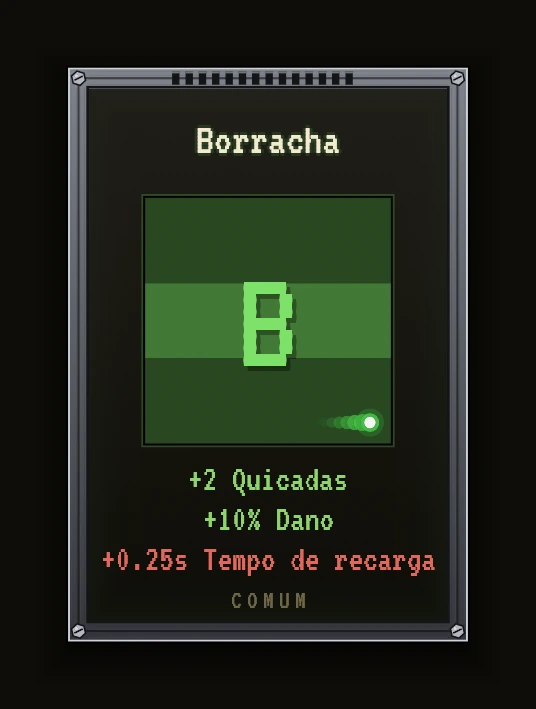 Borracha
B
+2 Quicadas
+10% Dano
+0.25s Tempo de recarga
COMUM